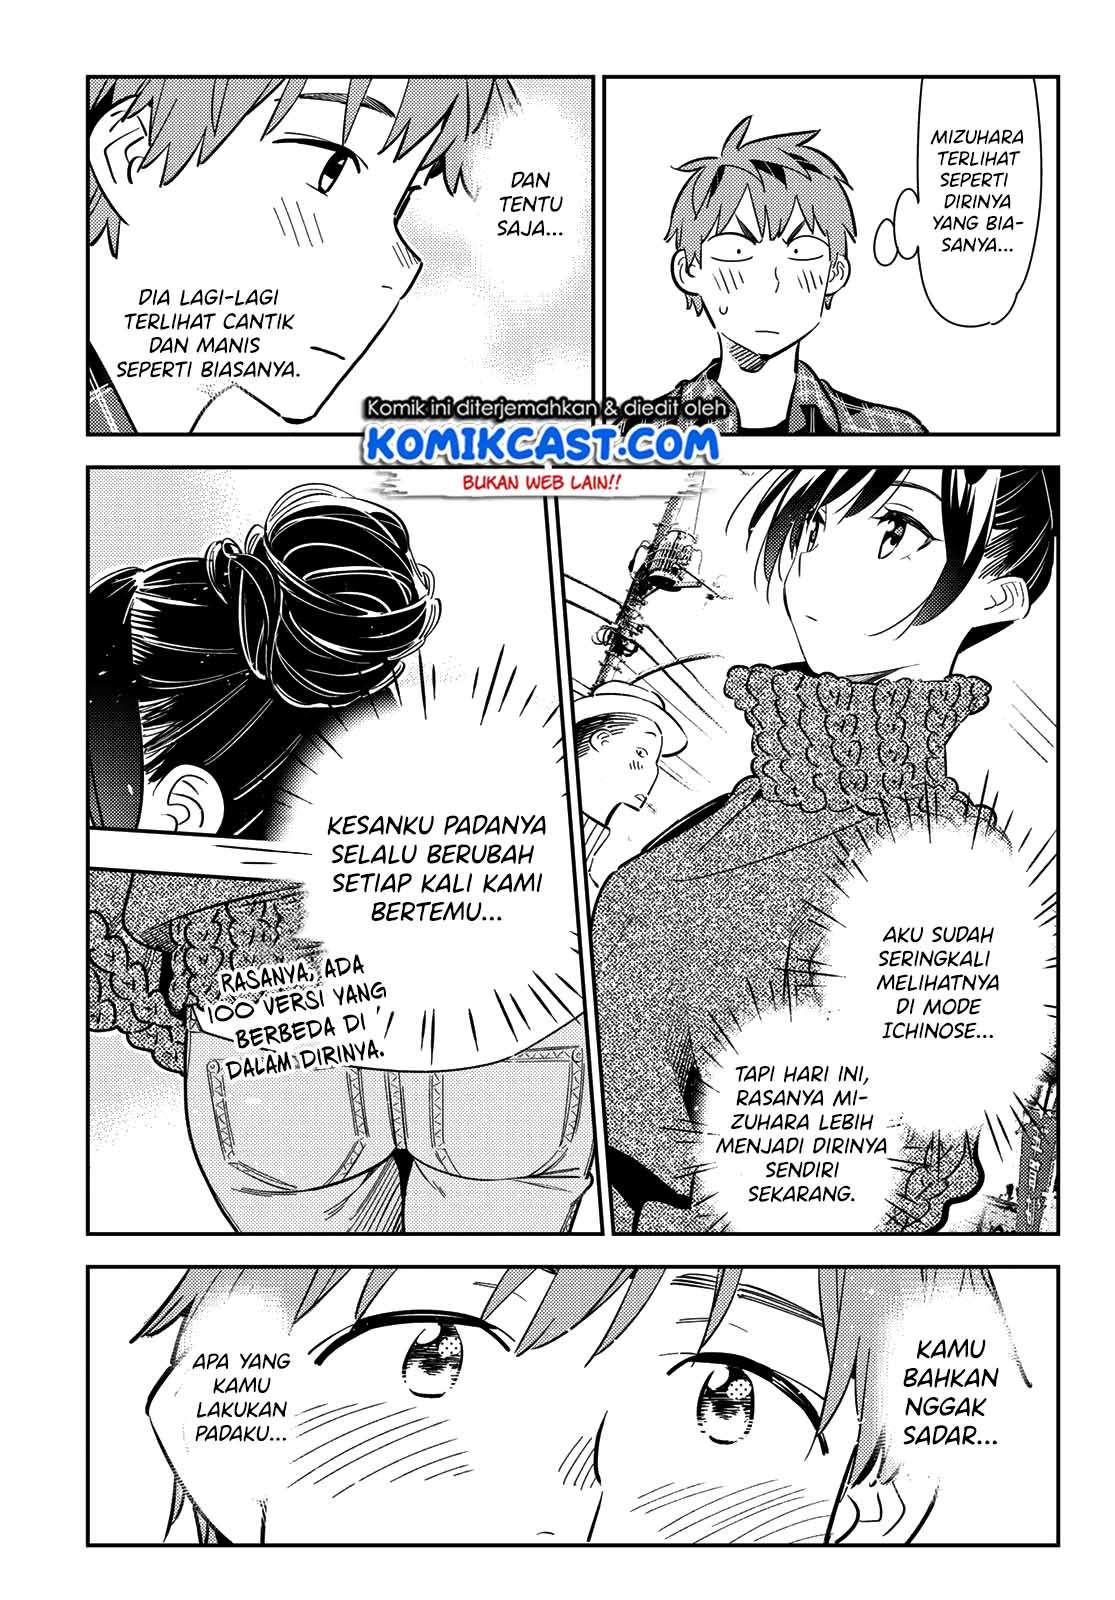 MIZUHARA
TERLIHAT
SEPERTI
DIRINYA
YANG BIA-
SANYA...
DAN
TENTU
SAJA...
DIA LAGI-LAGI
TERLIHAT CANTIK
DAN MANIS
SEPERTI BIASANYA.
Komik ini diterjemahkan & diedit oleh
KOMIKCAST.COM
BUKAN WEB LAIN!!
AKU SUDAH
SERINGKALI
MELIHATNYA
DI MODE
ICHINOSE...
TAPI HARI INI,
RASANYA MI-
ZUHARA LEBIH
MENJADI DIRINYA
SENDIRI
SEKARANG.
KESANKU PADANYA
SELALU BERUBAH
SETIAP KALI KAMI
BERTEMU...
RASANYA, ADA
100 VERSI YANG
BERBEDA DI
DALAM DIRINYA.
KAMU
BAHKAN
NGGAK
SADAR...
APA YANG
KAMU
LAKUKAN
PADAKU...